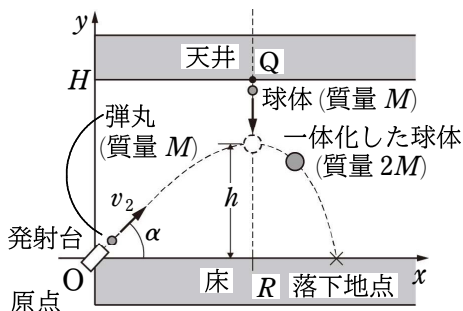 y
天井
Q
H
球体 (質量 M)
弾丸
(質量 M)
一体化した球体
(質量 2M)
v₂
h
発射台
α
O
床
R
落下地点
x
原点